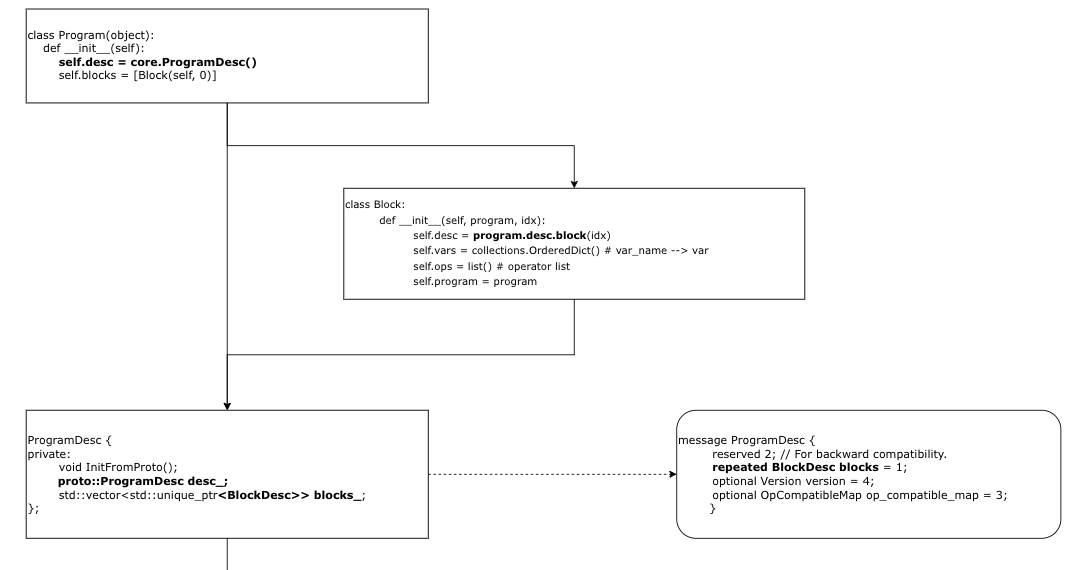 class Program(object):
def __init__(self):
self.desc = core.ProgramDesc()
self.blocks = [Block(self, 0)]
class Block:
def __init__(self, program, idx):
self.desc = program.desc.block(idx)
self.vars = collections.OrderedDict() # var_name --> var
self.ops = list() # operator list
self.program = program
ProgramDesc {
private:
void InitFromProto();
proto::ProgramDesc desc_;
std::vector<std::unique_ptr<BlockDesc>> blocks_;
};
message ProgramDesc {
reserved 2; // For backward compatibility.
repeated BlockDesc blocks = 1;
optional Version version = 4;
optional OpCompatibleMap op_compatible_map = 3;
}